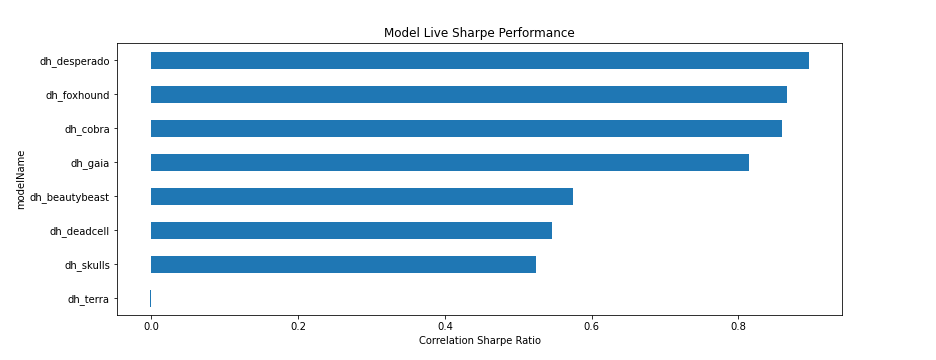 Model Live Sharpe Performance
modelName
dh_desperado
dh_foxhound
dh_cobra
dh_gaia
dh_beautybeast
dh_deadcell
dh_skulls
dh_terra
0.0 0.2 0.4 0.6 0.8
Correlation Sharpe Ratio